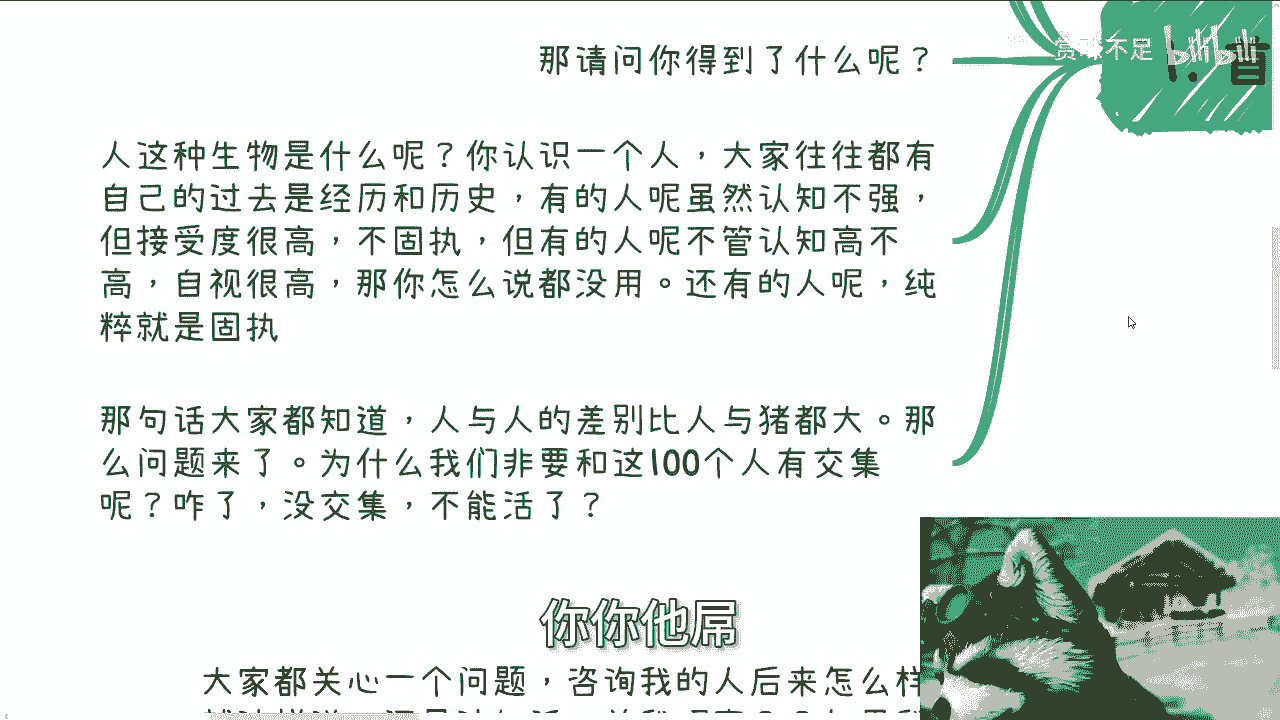 那请问你得到了什么呢？
赏味不足 bilibili
1. 首
人这种生物是什么呢？你认识一个人，大家往往都有
自己的过去是经历和历史，有的人呢虽然认知不强，
但接受度很高，不固执，但有的人呢不管认知高不
高，自视很高，那你怎么说都没用。还有的人呢，纯
粹就是固执
那句话大家都知道，人与人的差别比人与猪都大。那
么问题来了。为什么我们非要和这100个人有交集
呢？咋了，没交集，不能活了？
你你他屌
大家都关心一个问题，咨询我的人后来怎么样